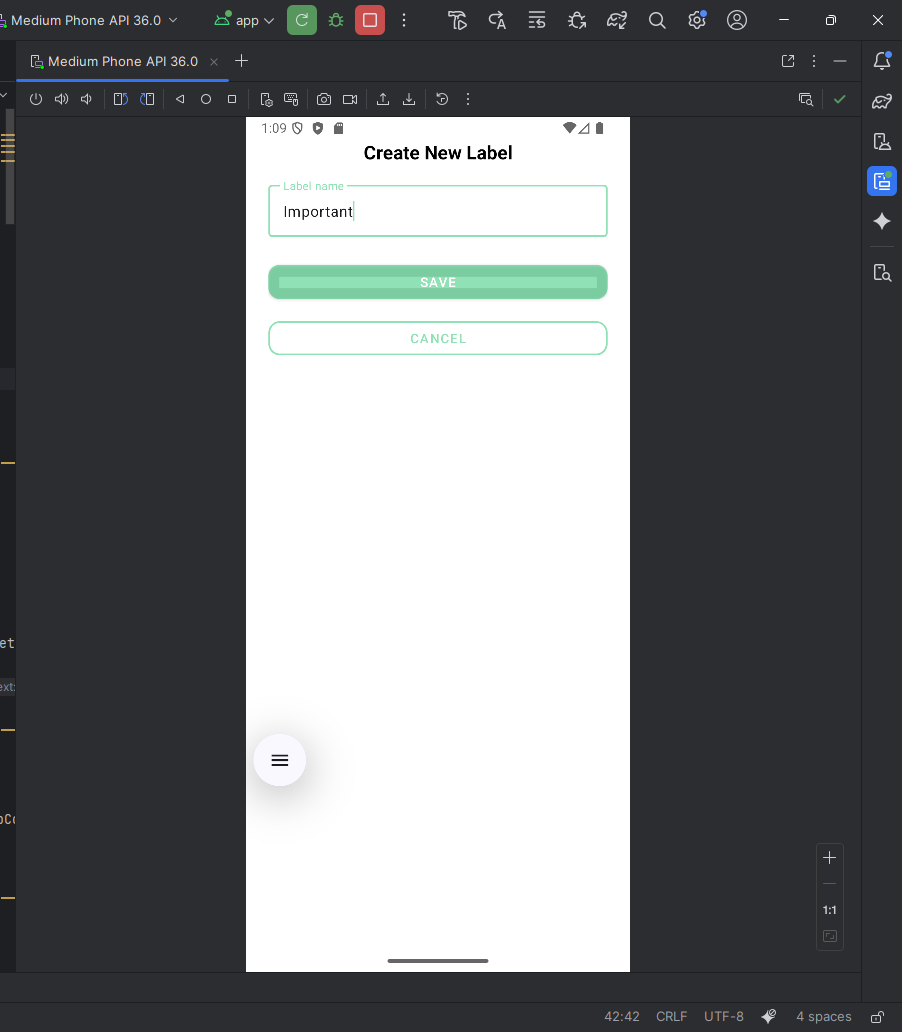 Medium Phone API 36.0
app
Medium Phone API 36.0
1:09
Create New Label
Label name
Important
SAVE
CANCEL
et
ext:
1:1
42:42 CRLF UTF-8 4 spaces